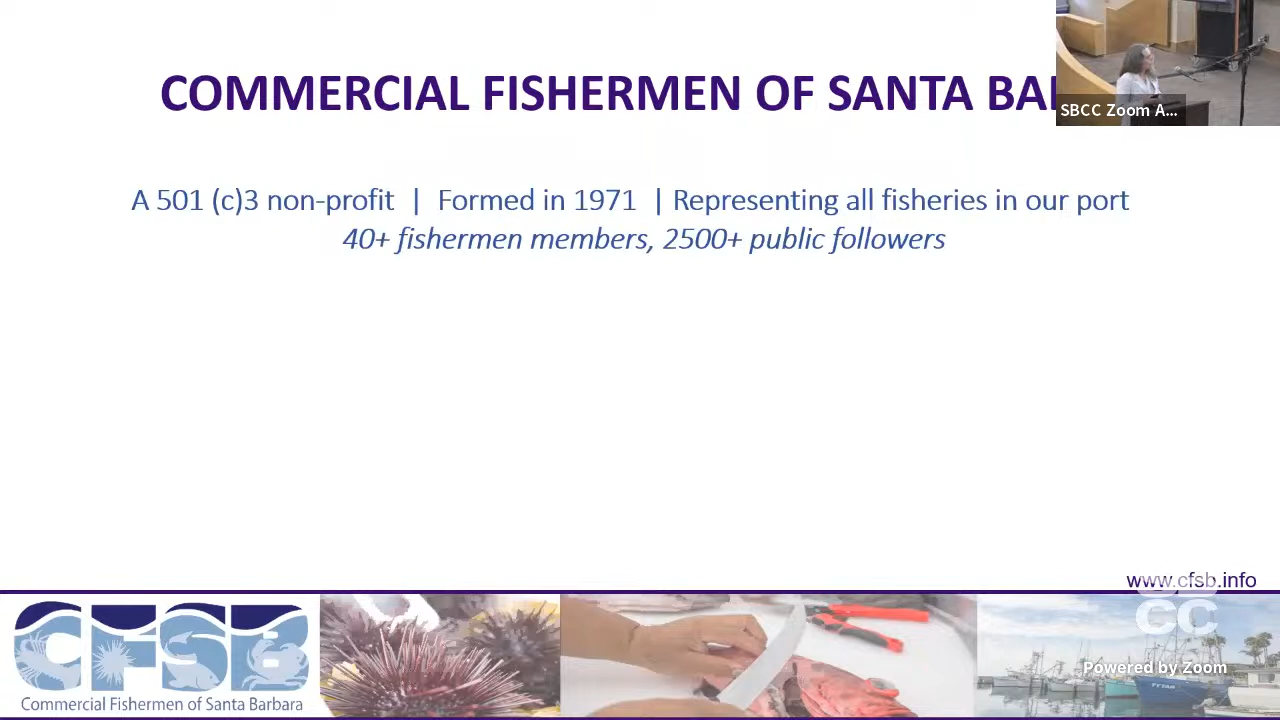 COMMERCIAL FISHERMEN OF SANTA BA
SBCC Zoom A...
A 501 (c)3 non-profit | Formed in 1971 | Representing all fisheries in our port
40+ fishermen members, 2500+ public followers
www.cfsb.info
CFSB
Commercial Fishermen of Santa Barbara
CC
Powered by Zoom